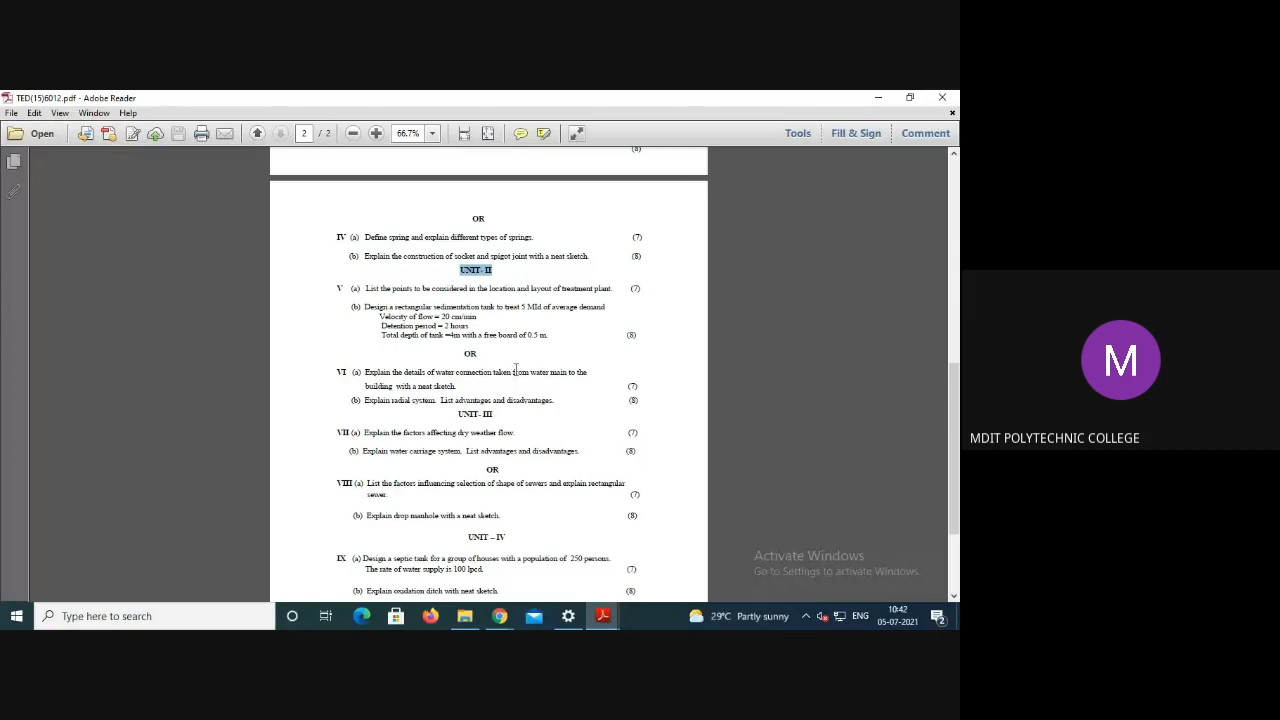 TED(15)6012.pdf - Adobe Reader
File Edit View Window Help
Open 2 / 2 66.7% Tools Fill & Sign Comment
(8)
OR
IV (a) Define spring and explain different types of springs. (7)
(b) Explain the construction of socket and spigot joint with a neat sketch. (8)
UNIT- II
V (a) List the points to be considered in the location and layout of treatment plant. (7)
(b) Design a rectangular sedimentation tank to treat 5 Mld of average demand
Velocity of flow = 20 cm/min
Detention period = 2 hours
Total depth of tank =4m with a free board of 0.5 m. (8)
OR
VI (a) Explain the details of water connection taken from water main to the
building with a neat sketch. (7)
(b) Explain radial system. List advantages and disadvantages. (8)
UNIT- III
VII (a) Explain the factors affecting dry weather flow. (7)
(b) Explain water carriage system. List advantages and disadvantages. (8)
OR
VIII (a) List the factors influencing selection of shape of sewers and explain rectangular
sewer. (7)
(b) Explain drop manhole with a neat sketch. (8)
UNIT – IV
IX (a) Design a septic tank for a group of houses with a population of 250 persons.
The rate of water supply is 100 lpcd. (7)
(b) Explain oxidation ditch with neat sketch. (8)
Activate Windows
Go to Settings to activate Windows.
Type here to search
29°C Partly sunny
ENG
10:42
05-07-2021
2
M
MDIT POLYTECHNIC COLLEGE